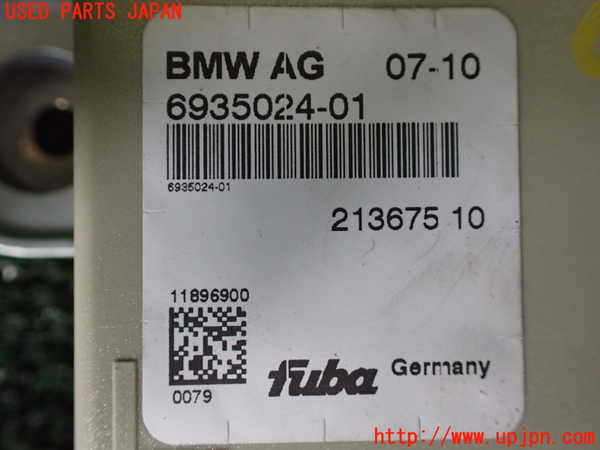 USED PARTS JAPAN
BMW AG 07-10
6935024-01
6935024-01
213675 10
11896900
0079
fuba Germany
http://www.upjpn.com/